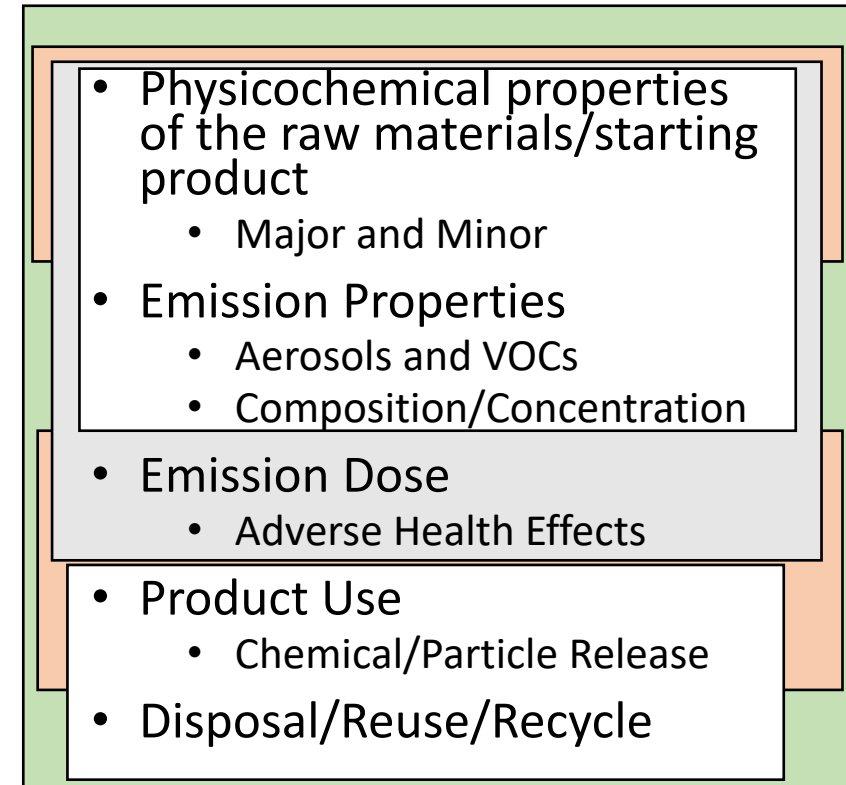 • Physicochemical properties
of the raw materials/starting
product
• Major and Minor
• Emission Properties
• Aerosols and VOCs
• Composition/Concentration
• Emission Dose
• Adverse Health Effects
• Product Use
• Chemical/Particle Release
• Disposal/Reuse/Recycle